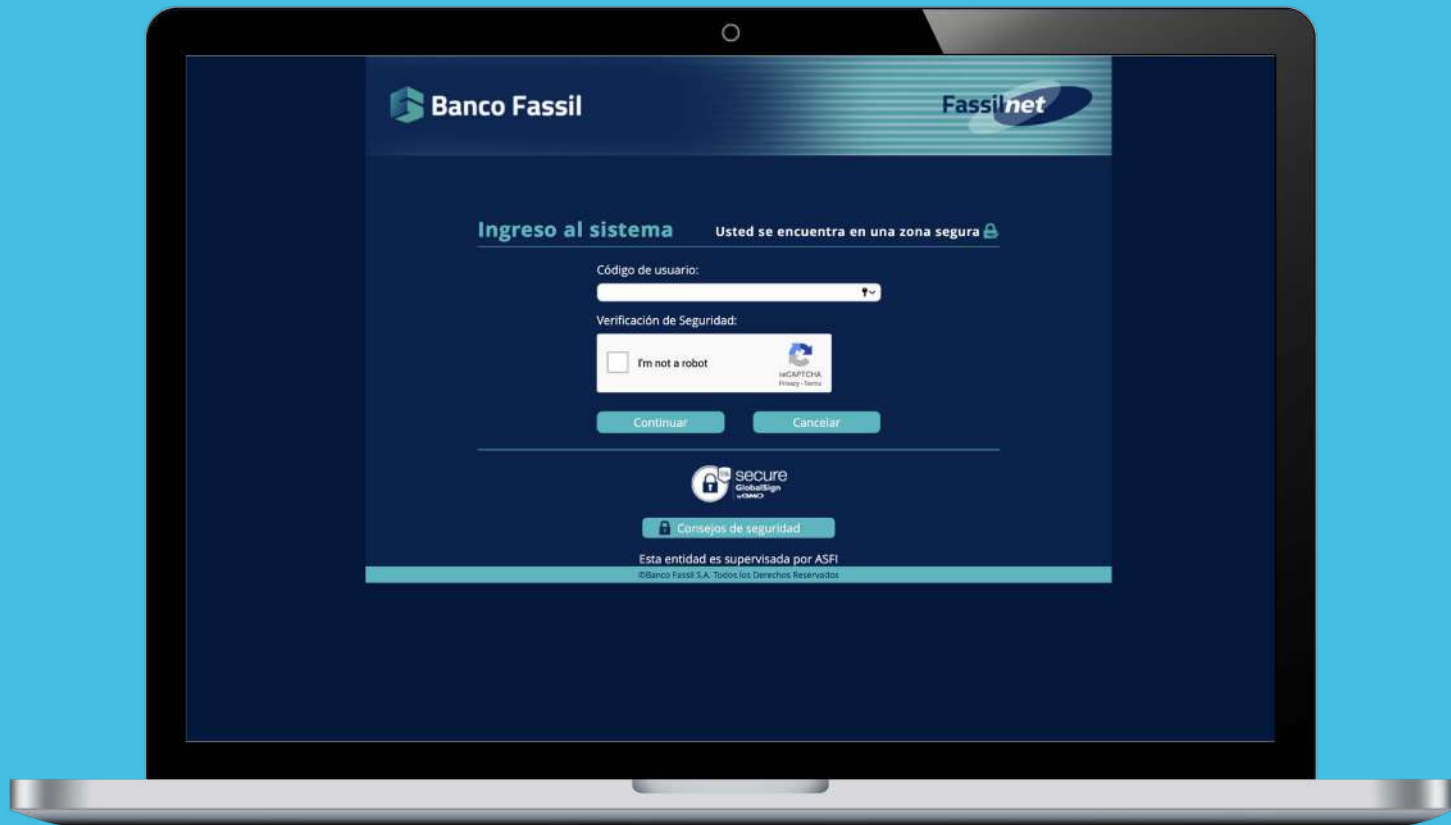 Banco Fassil
Fassilnet
Ingreso al sistema
Usted se encuentra en una zona segura
Código de usuario:
Verificación de Seguridad:
I'm not a robot
reCAPTCHA
Privacy - Terms
Continuar
Cancelar
secure
GlobalSign
by GMO
Consejos de seguridad
Esta entidad es supervisada por ASFI
©Banco Fassil S.A. Todos los Derechos Reservados